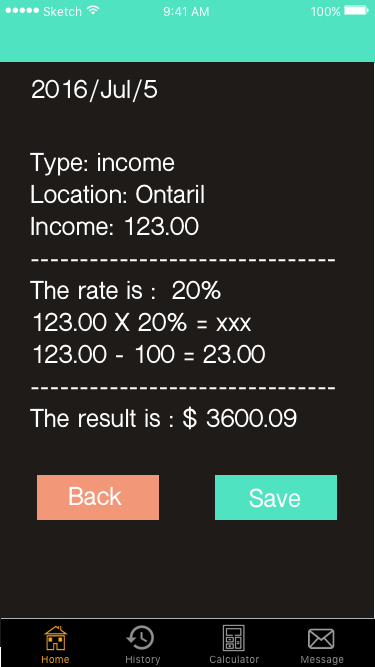 Sketch 9:41 AM 100%
2016/Jul/5
Type: income
Location: Ontaril
Income: 123.00
-------------------------------
The rate is : 20%
123.00 X 20% = xxx
123.00 - 100 = 23.00
-------------------------------
The result is : $ 3600.09
Back Save
Home History Calculator Message